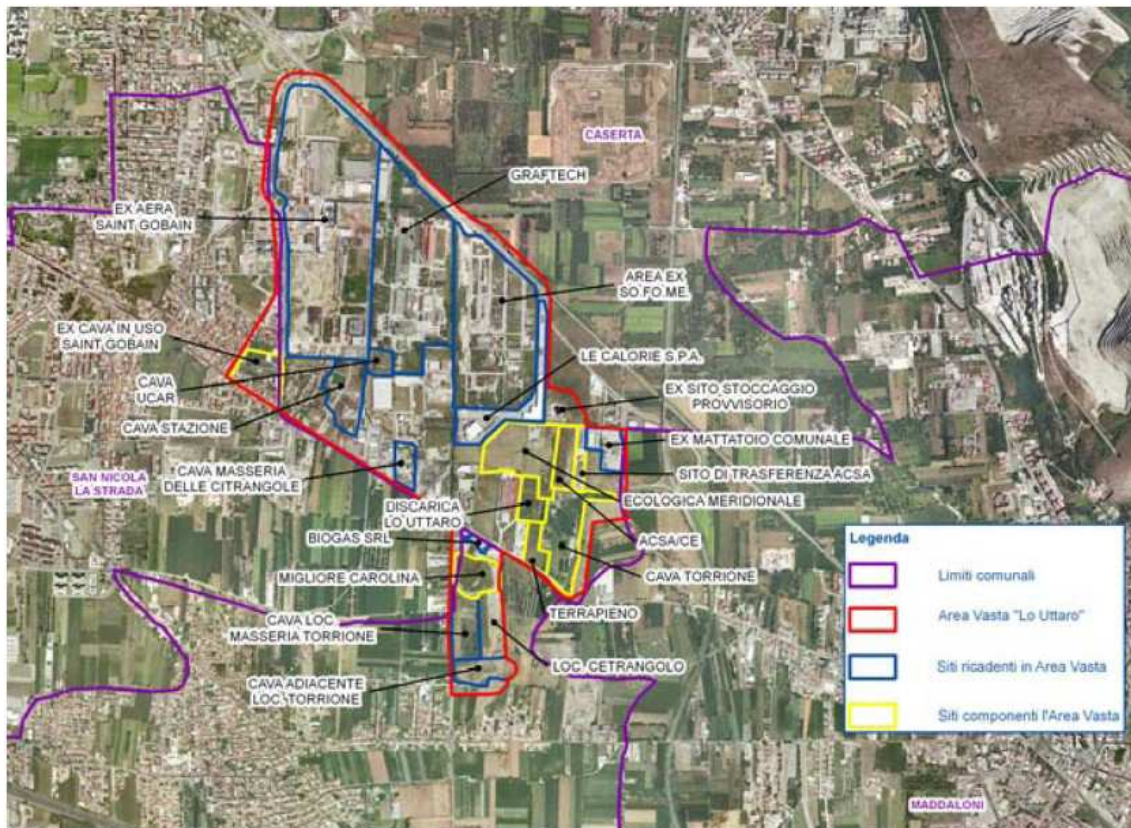 CASERTA
GRAFTECH
EX AERA
SAINT GOBAIN
AREA EX
SO.FO.ME.
EX CAVA IN USO
SAINT GOBAIN
LE CALORIE S.P.A.
CAVA
UCAR
EX SITO STOCCAGGIO
PROVVISORIO
CAVA STAZIONE
EX MATTATOIO COMUNALE
CAVA MASSERIA
DELLE CITRANGOLE
SITO DI TRASFERENZA ACSA
SAN NICOLA
LA STRADA
ECOLOGICA MERIDIONALE
DISCARICA
LO UTTARO
BIOGAS SRL
ACSA/CE
MIGLIORE CAROLINA
CAVA TORRIONE
TERRAPIENO
CAVA LOC.
MASSERIA TORRIONE
LOC. CETRANGOLO
CAVA ADIACENTE
LOC. TORRIONE
MADDALONI
Legenda
Limiti comunali
Area Vasta "Lo Uttaro"
Siti ricadenti in Area Vasta
Siti componenti l'Area Vasta